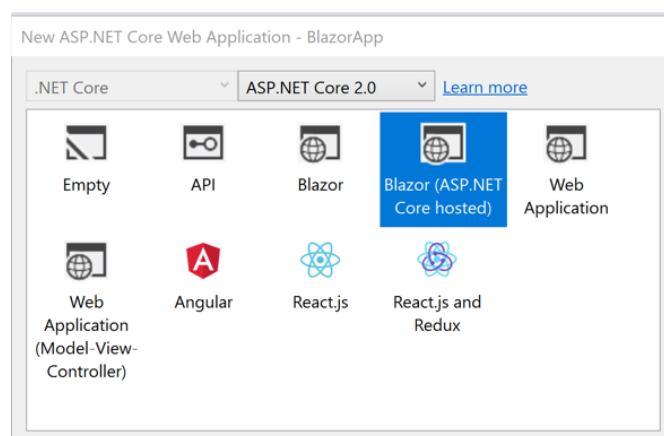 New ASP.NET Core Web Application - BlazorApp
.NET Core
ASP.NET Core 2.0
Learn more
Empty
API
Blazor
Blazor (ASP.NET
Core hosted)
Web
Application
Web
Application
(Model-View-
Controller)
Angular
React.js
React.js and
Redux